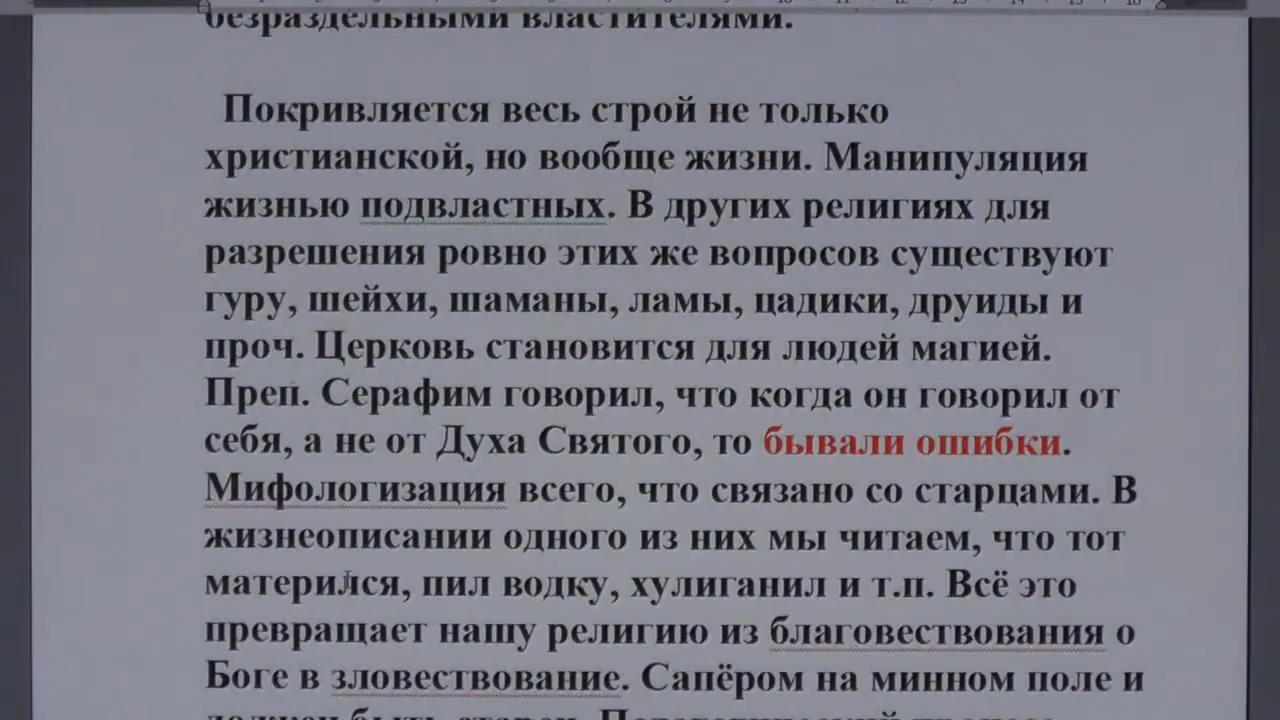 безраздельными властителями.
Покривляется весь строй не только
христианской, но вообще жизни. Манипуляция
жизнью подвластных. В других религиях для
разрешения ровно этих же вопросов существуют
гуру, шейхи, шаманы, ламы, цадики, друиды и
проч. Церковь становится для людей магией.
Преп. Серафим говорил, что когда он говорил от
себя, а не от Духа Святого, то бывали ошибки.
Мифологизация всего, что связано со старцами. В
жизнеописании одного из них мы читаем, что тот
матерился, пил водку, хулиганил и т.п. Всё это
превращает нашу религию из благовествования о
Боге в зловествование. Сапёром на минном поле и